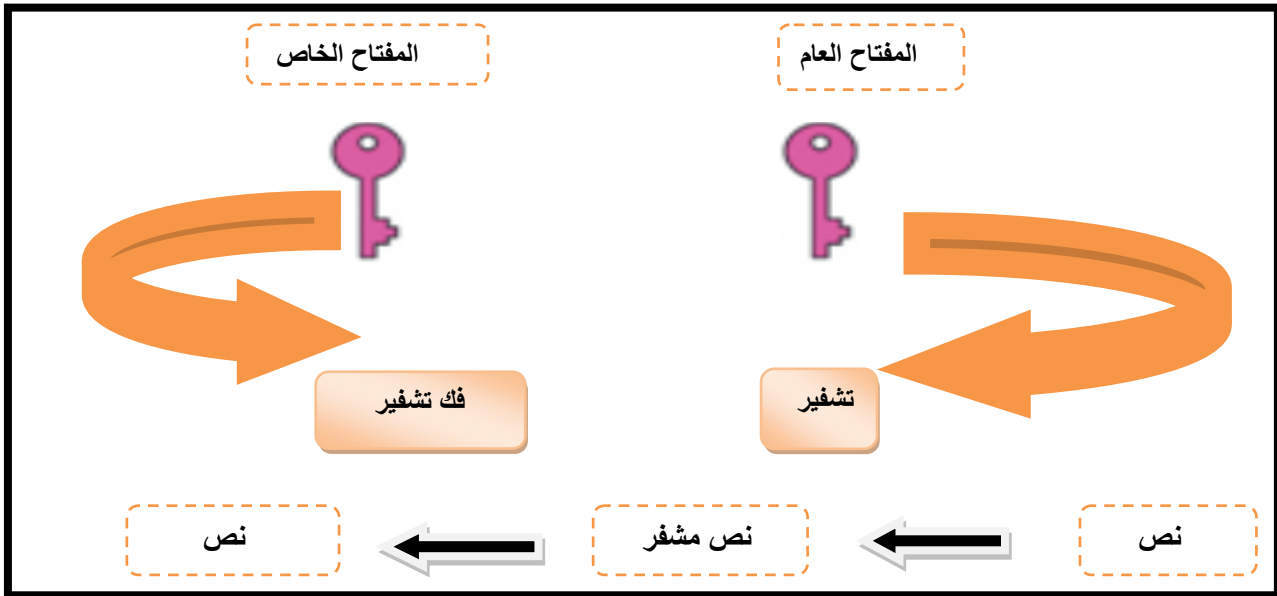 المفتاح العام
المفتاح الخاص
تشفير
فك تشفير
نص
نص مشفر
نص